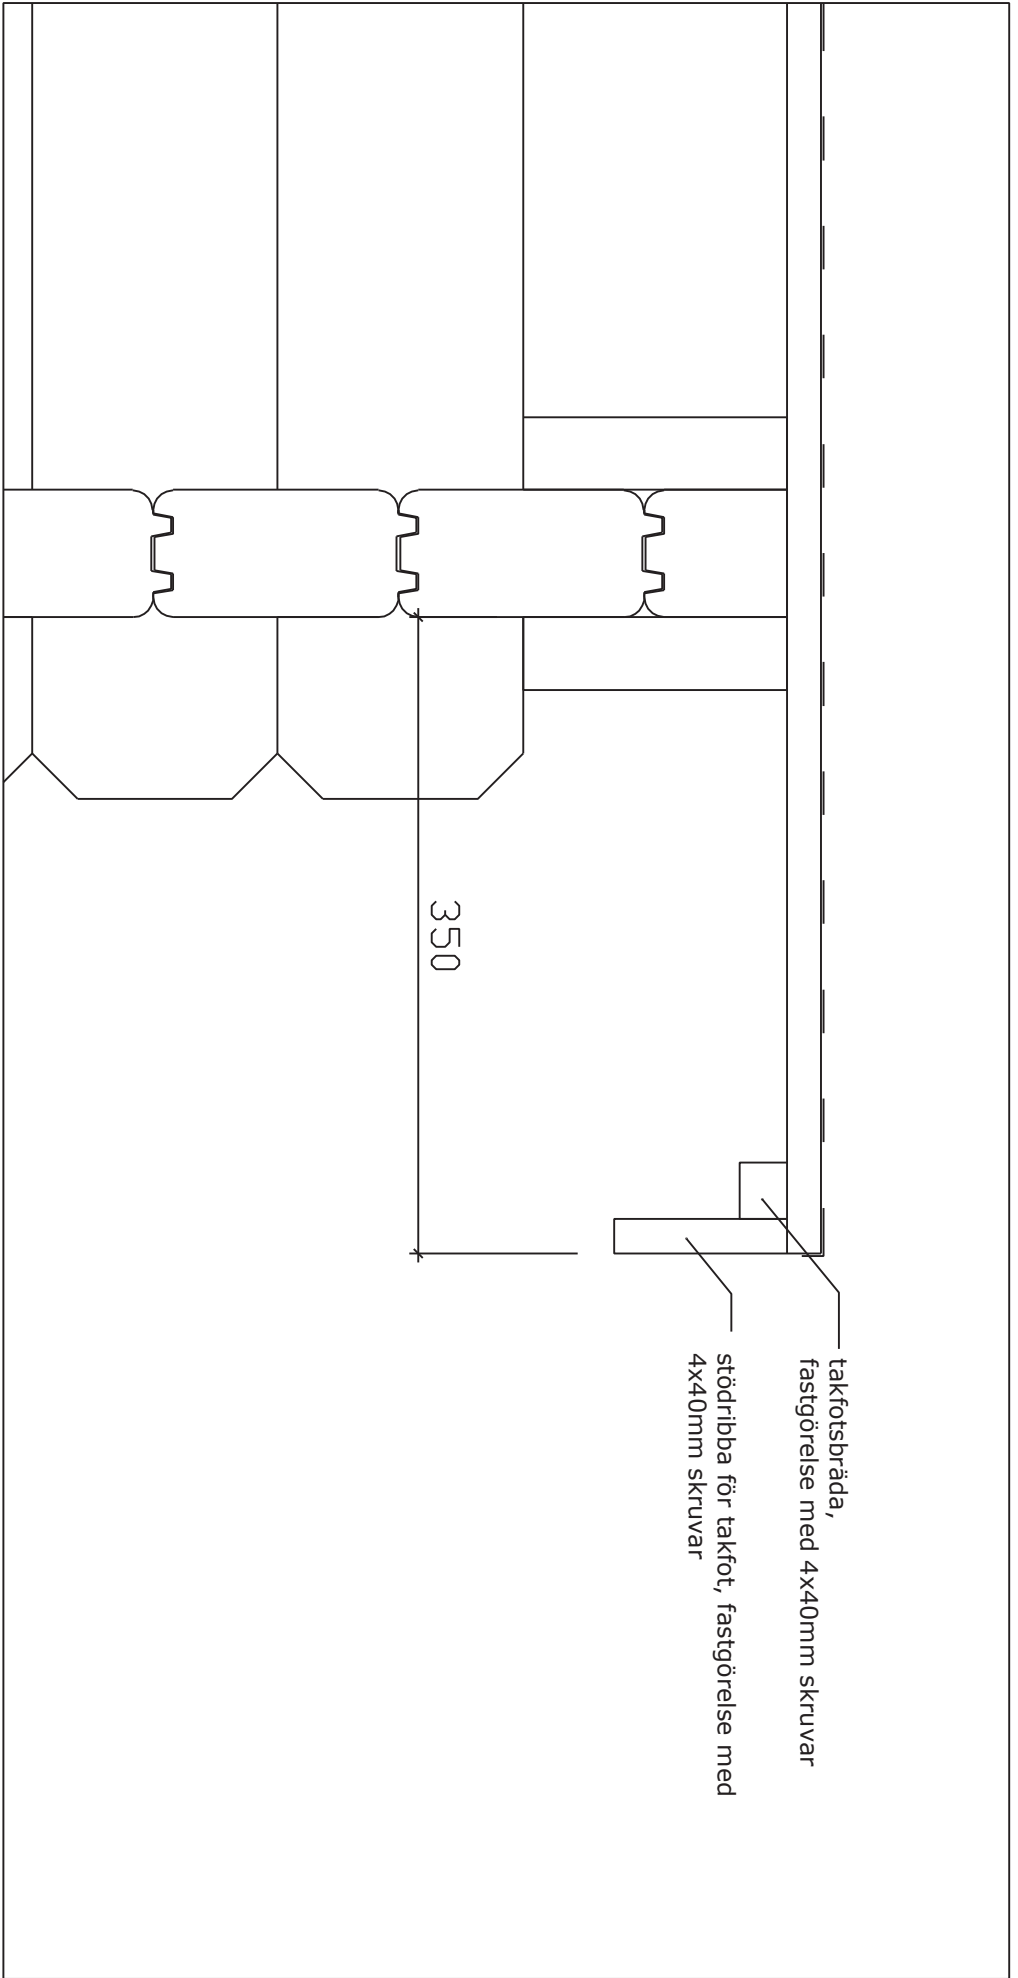 takfotsbräda,
fastgörelse med 4x40mm skruvar
stödribba för takfot, fastgörelse med
4x40mm skruvar
350